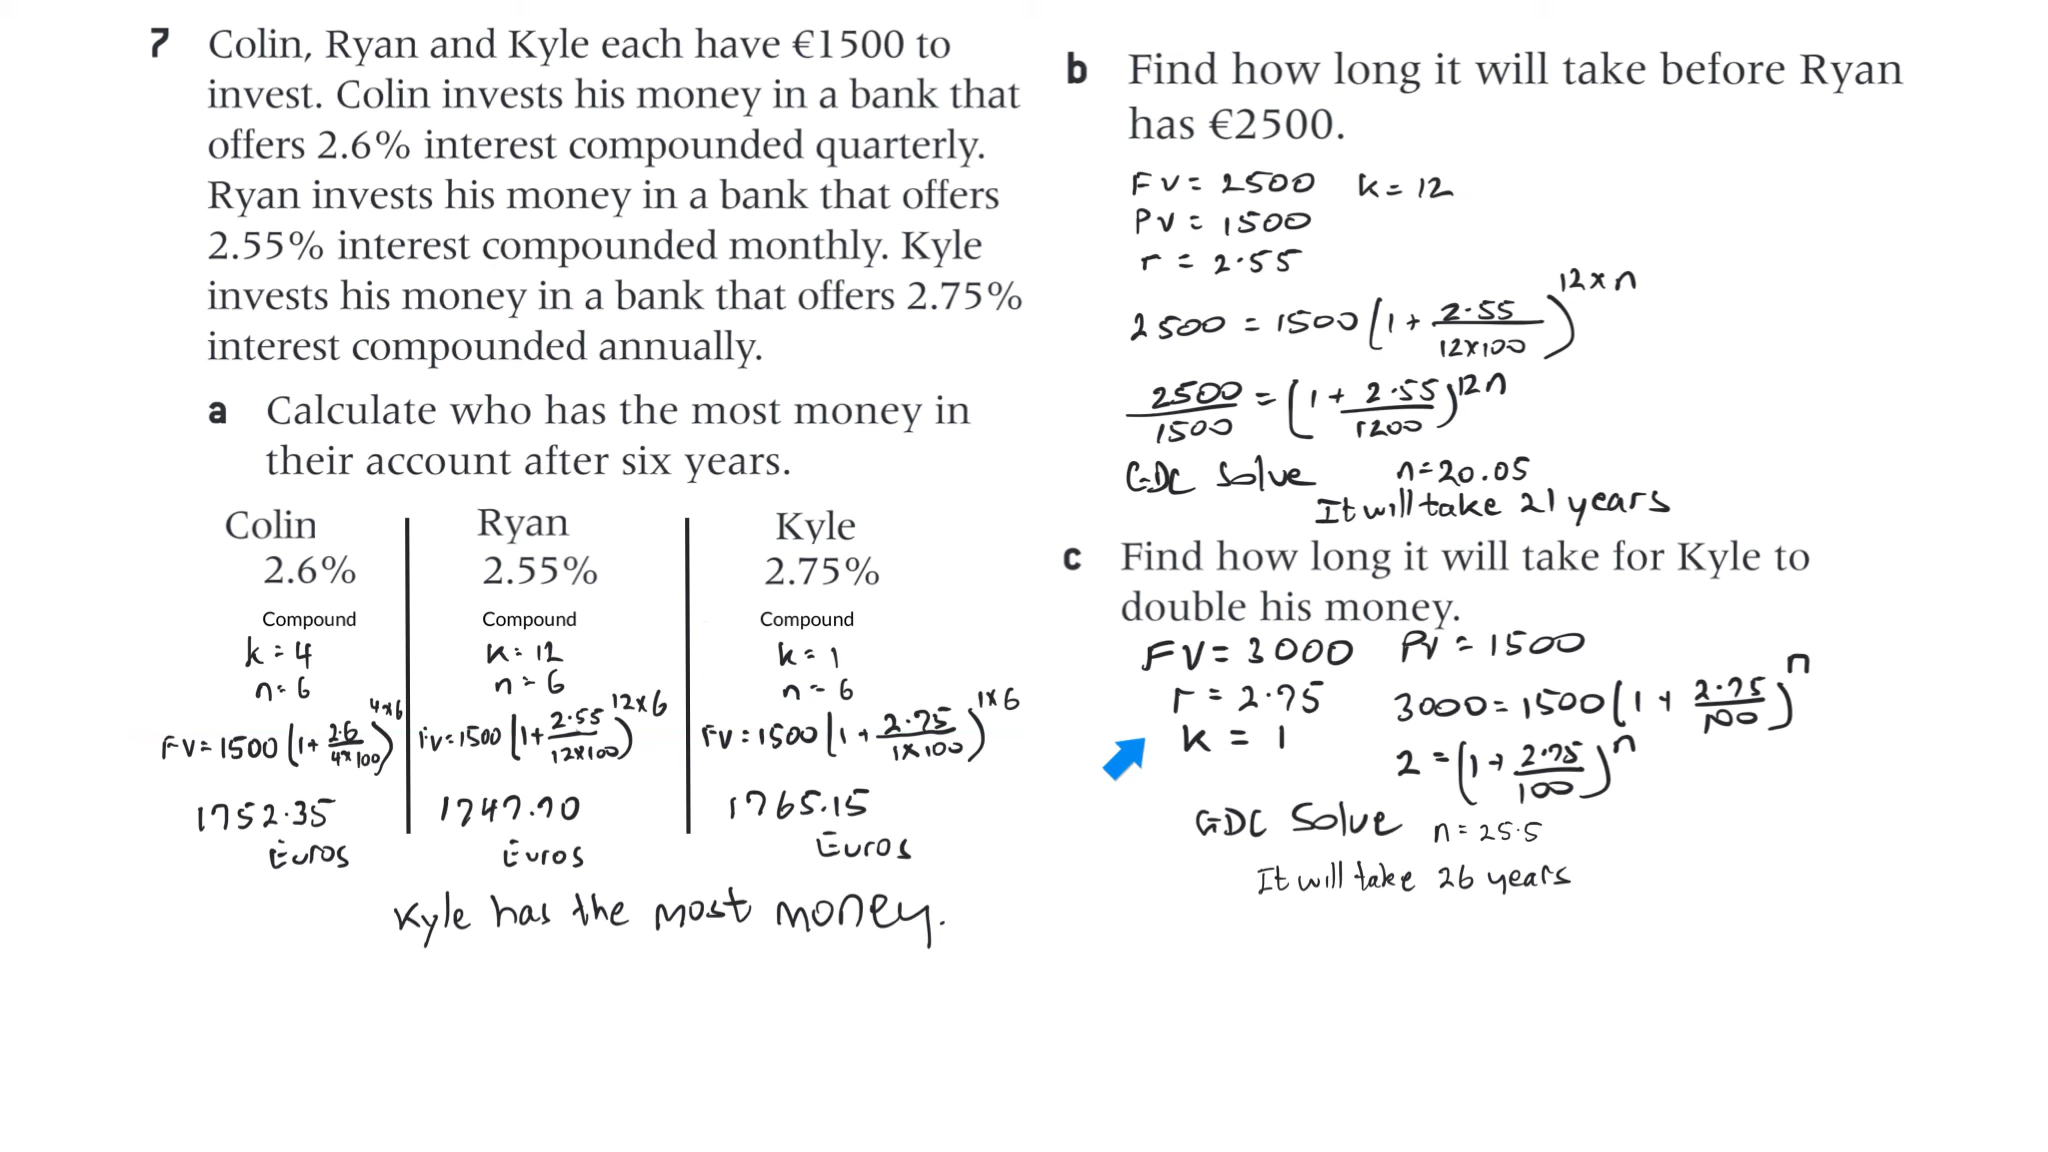 7 Colin, Ryan and Kyle each have €1500 to
invest. Colin invests his money in a bank that
offers 2.6% interest compounded quarterly.
Ryan invests his money in a bank that offers
2.55% interest compounded monthly. Kyle
invests his money in a bank that offers 2.75%
interest compounded annually.
a Calculate who has the most money in
their account after six years.
Colin
2.6%
Compound
k = 4
n = 6
FV = 1500 (1 + 2.6/4×100)^4×6
1752.35
Euros
Ryan
2.55%
Compound
k = 12
n = 6
FV = 1500 (1 + 2.55/12×100)^12×6
1747.70
Euros
Kyle
2.75%
Compound
k = 1
n = 6
FV = 1500 (1 + 2.75/1×100)^1×6
1765.15
Euros
Kyle has the most money.
b Find how long it will take before Ryan
has €2500.
FV = 2500 k = 12
PV = 1500
r = 2.55
2500 = 1500 (1 + 2.55/12×100)^12×n
2500/1500 = (1 + 2.55/1200)^12n
GDC Solve n = 20.05
It will take 21 years
c Find how long it will take for Kyle to
double his money.
FV = 3000 PV = 1500
r = 2.75 3000 = 1500 (1 + 2.75/100)^n
k = 1 2 = (1 + 2.75/100)^n
GDC Solve n = 25.5
It will take 26 years